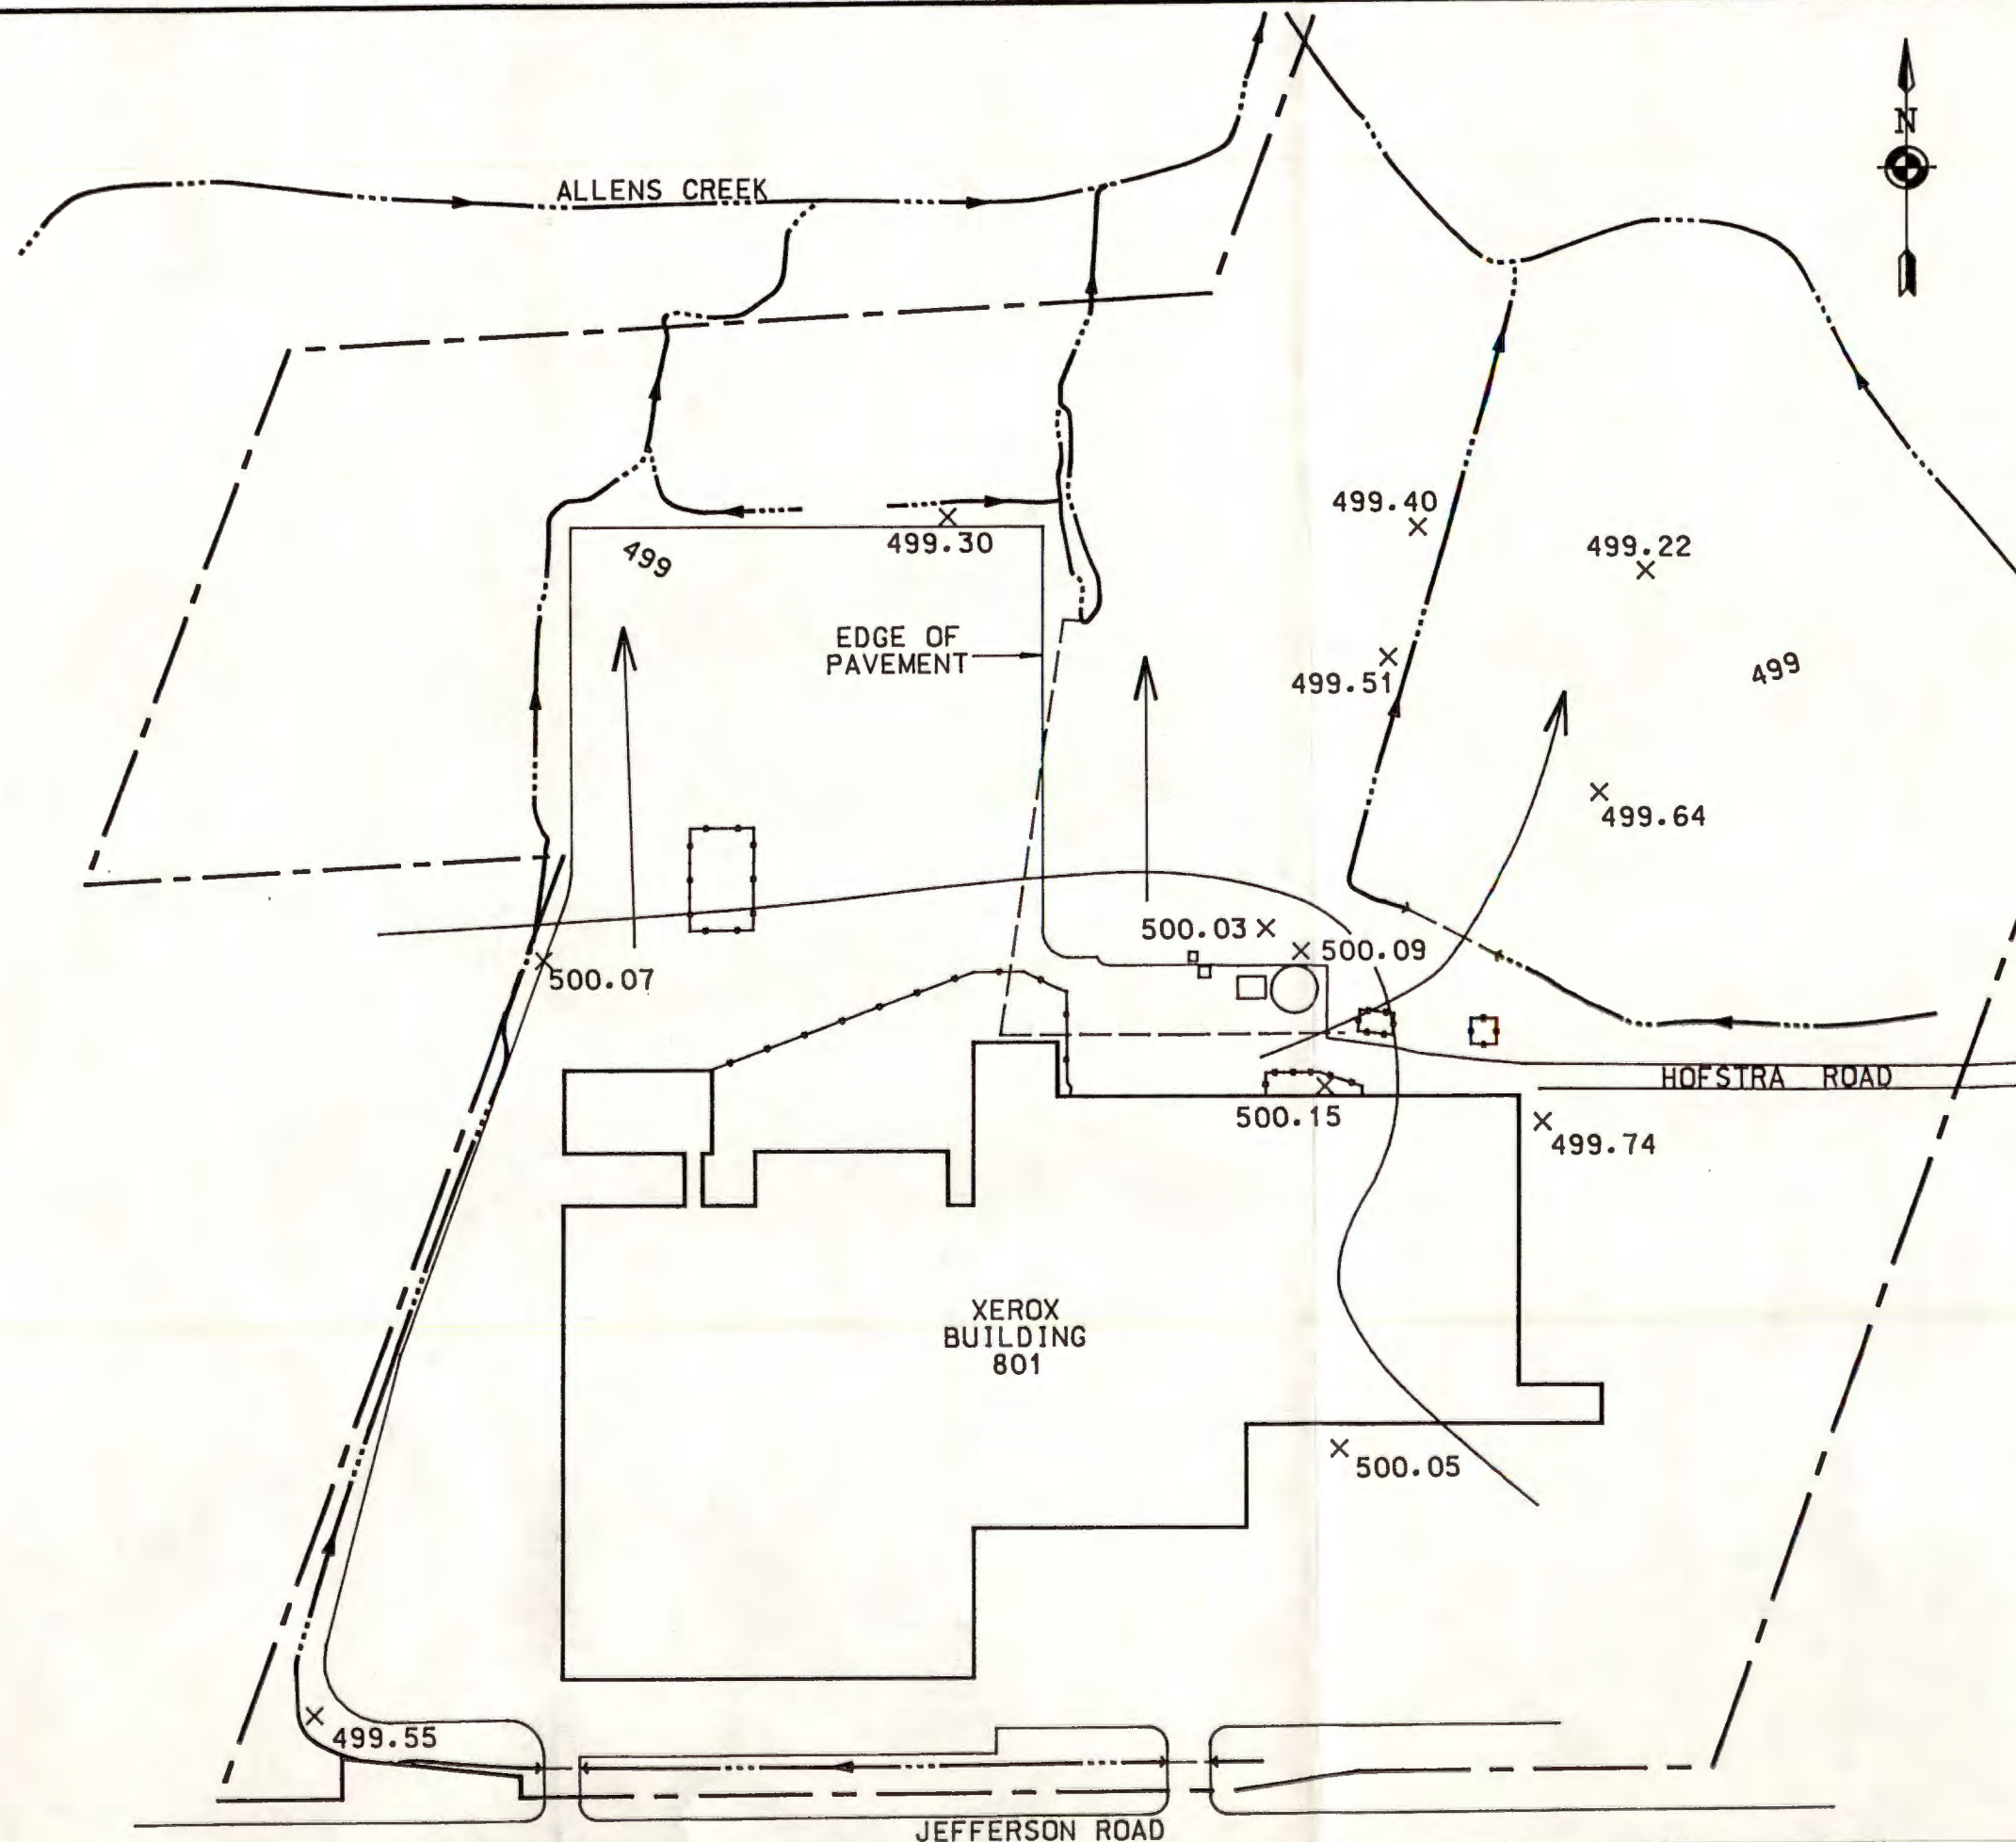 N
ALLENS CREEK
499.40
499.30
499.22
499
EDGE OF
PAVEMENT
499.51
499
499.64
500.03
500.09
500.07
HOFSTRA ROAD
500.15
499.74
XEROX
BUILDING
801
500.05
499.55
JEFFERSON ROAD